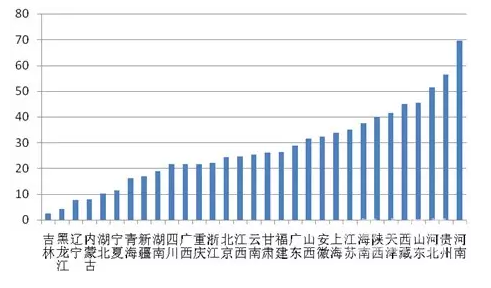 80
70
60
50
40
30
20
10
0
吉林
黑龙江
辽宁
内蒙古
湖北
宁夏
青海
新疆
湖南
四川
广西
重庆
浙江
北京
江西
云南
甘肃
福建
广东
山西
安徽
上海
江苏
海南
陕西
天津
西藏
山东
河北
贵州
河南